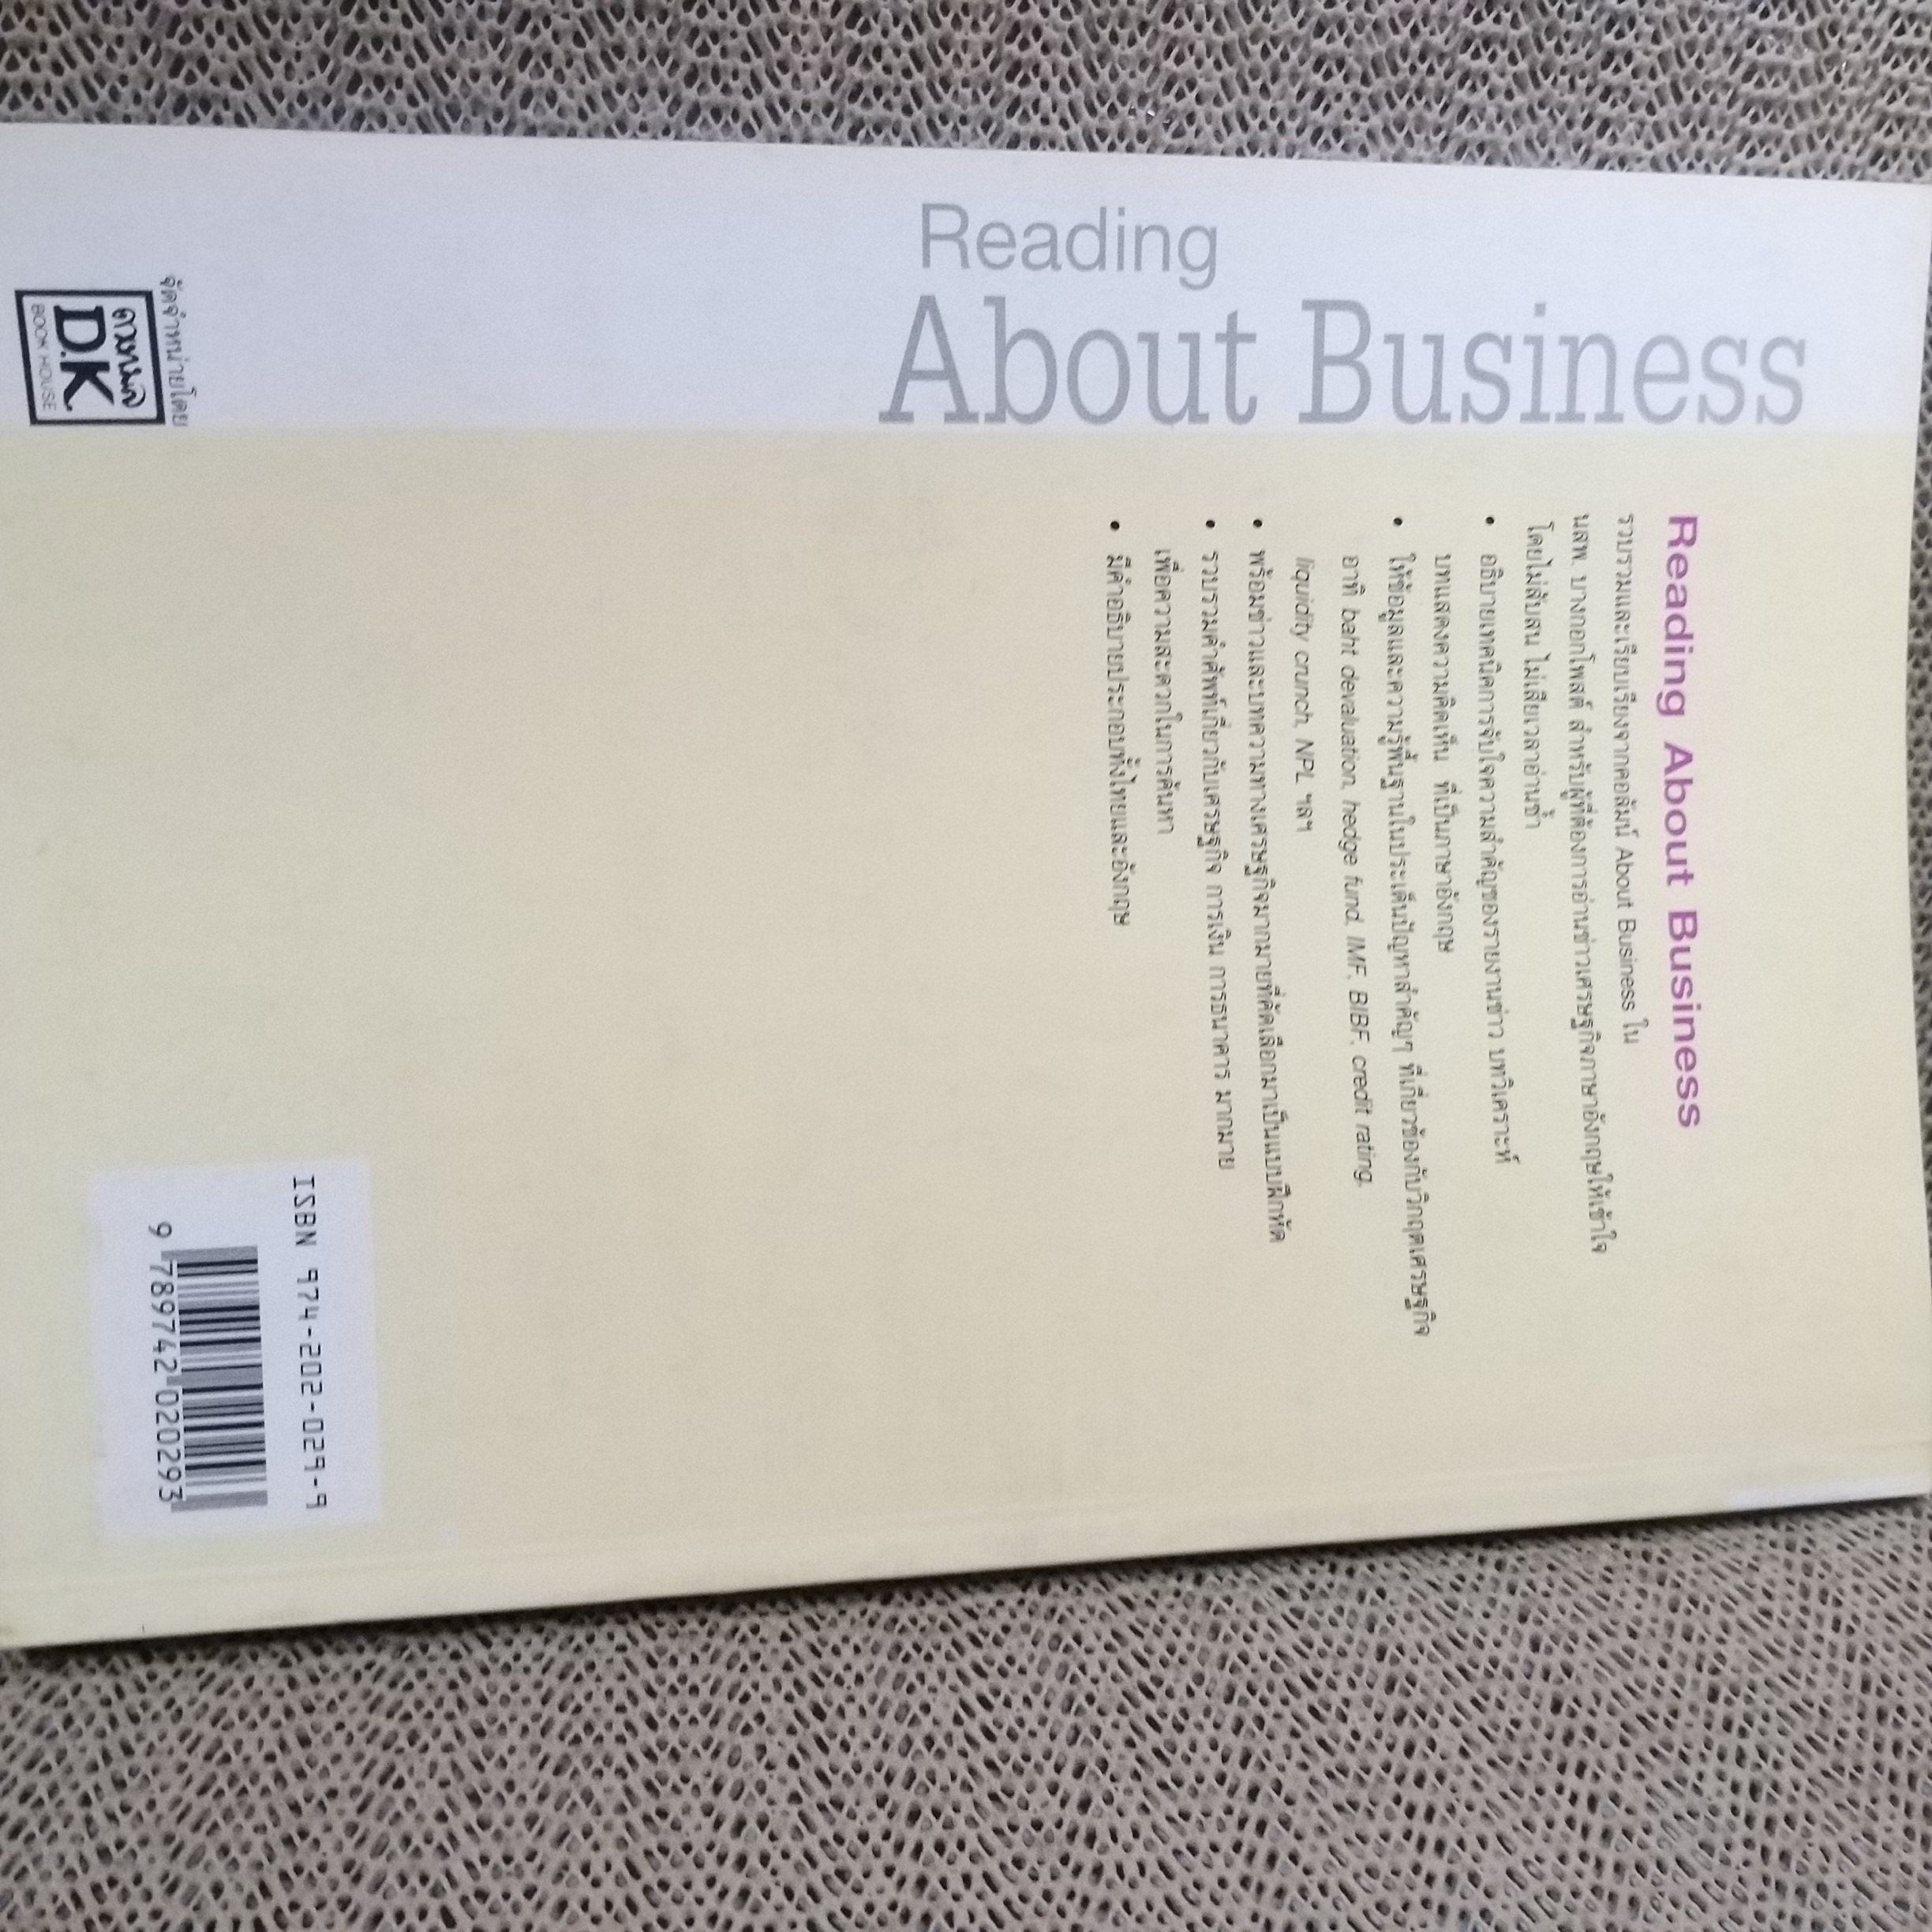 Reading
About Business
Reading About Business
รวบรวมและเรียบเรียงจากคอลัมน์ About Business ใน
นสพ. บางกอกโพสต์ สำหรับผู้ที่ต้องการอ่านข่าวเศรษฐกิจภาษาอังกฤษให้เข้าใจ
โดยไม่สับสน ไม่เสียเวลาอ่านซ้ำ
• อธิบายเทคนิคการจับใจความสำคัญของรายงานข่าว บทวิเคราะห์
บทแสดงความคิดเห็น ที่เป็นภาษาอังกฤษ
• ให้ข้อมูลและความรู้พื้นฐานในประเด็นปัญหาสำคัญๆ ที่เกี่ยวข้องกับวิกฤตเศรษฐกิจ
อาทิ baht devaluation, hedge fund, IMF, BIBF, credit rating,
liquidity crunch, NPL ฯลฯ
• พร้อมข่าวและบทความทางเศรษฐกิจมากมายที่คัดเลือกมาเป็นแบบฝึกหัด
• รวบรวมคำศัพท์เกี่ยวกับเศรษฐกิจ การเงิน การธนาคาร มากมาย
เพื่อความสะดวกในการค้นหา
• มีคำอธิบายประกอบทั้งไทยและอังกฤษ
จัดจำหน่ายโดย
ดวงกมล
D.K
BOOK HOUSE
ISBN 974-202-029-9
9 789742 020293